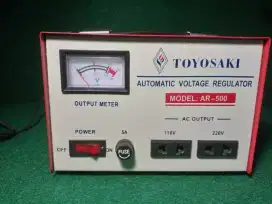 TOYOSAKI
AUTOMATIC VOLTAGE REGULATOR
MODEL: AR-500
OUTPUT METER
AC OUTPUT
POWER
5A
110V
220V
OFF
ON
FUSE